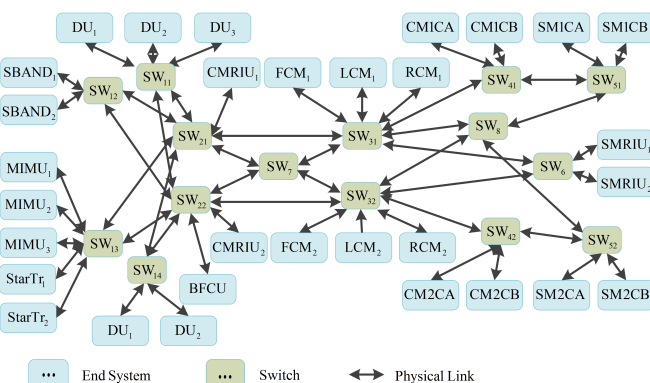 DU1 DU2 DU3 CM1CA CM1CB SM1CA SM1CB
SBAND1 SW11 CMRIU1 FCM1 LCM1 RCM1 SW41 SW51
SW12
SBAND2
SW21 SW31 SW8
SMRIU1
MIMU1 SW7 SW6
SMRIU2
MIMU2 SW22 SW32
MIMU3 SW13 CMRIU2 FCM2 LCM2 RCM2 SW42 SW52
StarTr1 SW14
BFCU CM2CA CM2CB SM2CA SM2CB
StarTr2
DU1 DU2
... End System ... Switch Physical Link